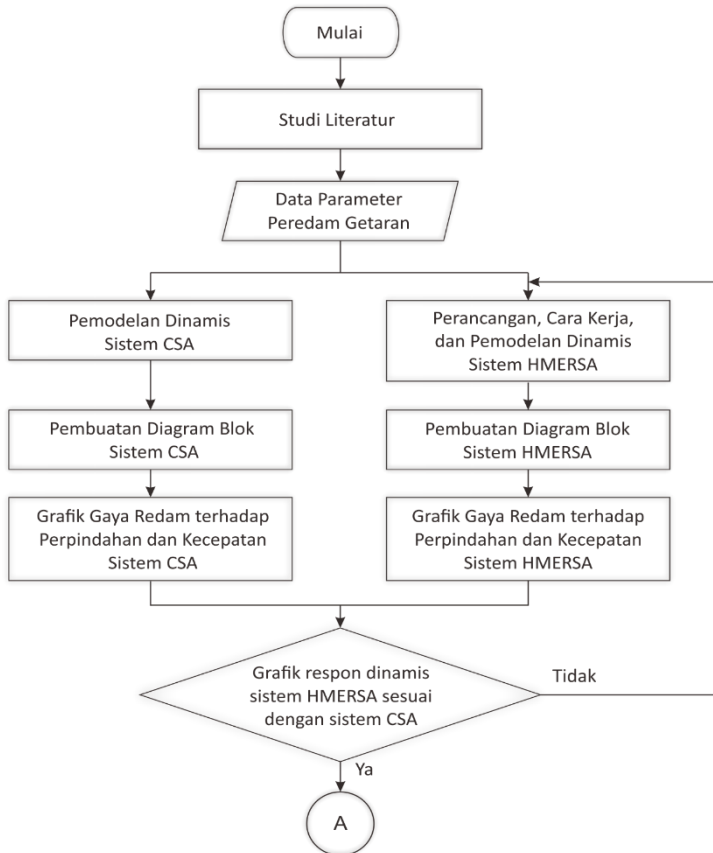 Mulai
Studi Literatur
Data Parameter
Peredam Getaran
Pemodelan Dinamis
Sistem CSA
Perancangan, Cara Kerja,
dan Pemodelan Dinamis
Sistem HMERSA
Pembuatan Diagram Blok
Sistem CSA
Pembuatan Diagram Blok
Sistem HMERSA
Grafik Gaya Redam terhadap
Perpindahan dan Kecepatan
Sistem CSA
Grafik Gaya Redam terhadap
Perpindahan dan Kecepatan
Sistem HMERSA
Grafik respon dinamis
sistem HMERSA sesuai
dengan sistem CSA
Tidak
Ya
A